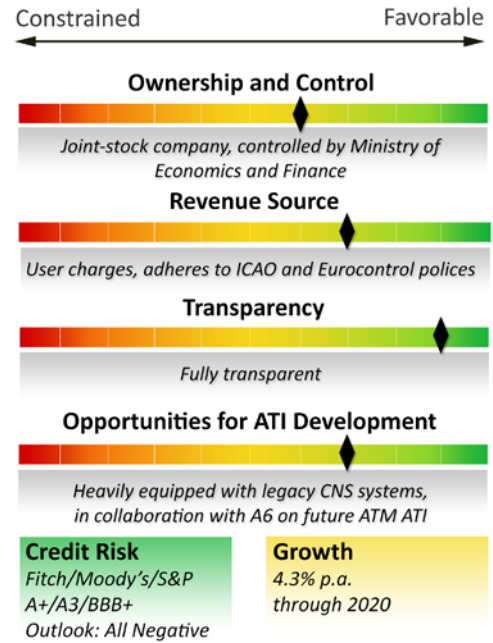 Constrained Favorable
Ownership and Control
Joint-stock company, controlled by Ministry of
Economics and Finance
Revenue Source
User charges, adheres to ICAO and Eurocontrol polices
Transparency
Fully transparent
Opportunities for ATI Development
Heavily equipped with legacy CNS systems,
in collaboration with A6 on future ATM ATI
Credit Risk
Fitch/Moody's/S&P
A+/A3/BBB+
Outlook: All Negative
Growth
4.3% p.a.
through 2020